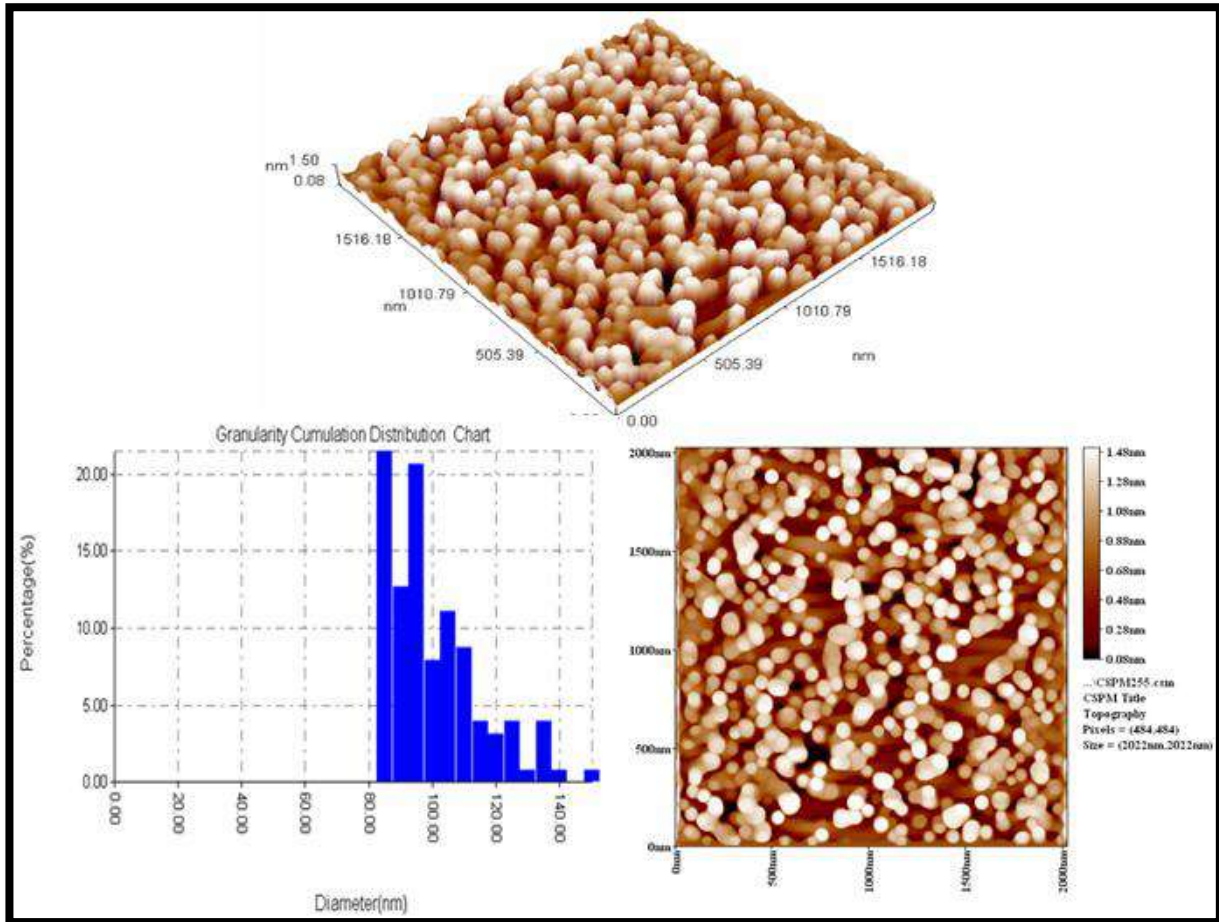 nm 1.50
0.08
1516.18
1010.79
nm
505.39
0.00
505.39
1010.79
1516.18
nm
Granularity Cumulation Distribution Chart
Percentage(%)
20.00
15.00
10.00
5.00
0.00
0.00
20.00
40.00
60.00
80.00
100.00
120.00
140.00
Diameter(nm)
2000nm
1500nm
1000nm
500nm
0nm
0nm
500nm
1000nm
1500nm
2000nm
1.48nm
1.28nm
1.08nm
0.88nm
0.68nm
0.48nm
0.28nm
0.08nm
...\CSPM255.csm
CSPM Title
Topography
Pixels = (484,484)
Size = (2022nm,2022nm)